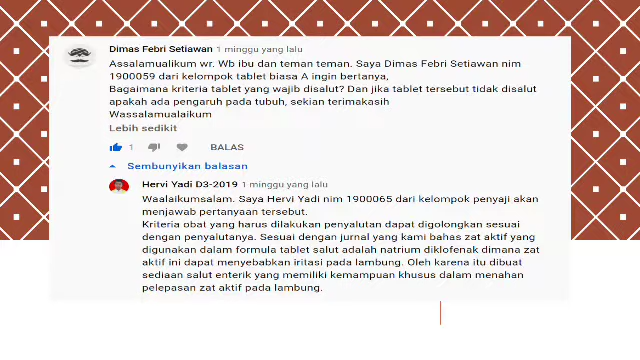 Dimas Febri Setiawan 1 minggu yang lalu
Assalamualikum wr. Wb ibu dan teman teman. Saya Dimas Febri Setiawan nim
1900059 dari kelompok tablet biasa A ingin bertanya,
Bagaimana kriteria tablet yang wajib disalut? Dan jika tablet tersebut tidak disalut
apakah ada pengaruh pada tubuh, sekian terimakasih
Wassalamualaikum
Lebih sedikit
1 BALAS
Sembunyikan balasan
Hervi Yadi D3-2019 1 minggu yang lalu
Waalaikumsalam. Saya Hervi Yadi nim 1900065 dari kelompok penyaji akan
menjawab pertanyaan tersebut.
Kriteria obat yang harus dilakukan penyalutan dapat digolongkan sesuai
dengan penyalutanya. Sesuai dengan jurnal yang kami bahas zat aktif yang
digunakan dalam formula tablet salut adalah natrium diklofenak dimana zat
aktif ini dapat menyebabkan iritasi pada lambung. Oleh karena itu dibuat
sediaan salut enterik yang memiliki kemampuan khusus dalam menahan
pelepasan zat aktif pada lambung.